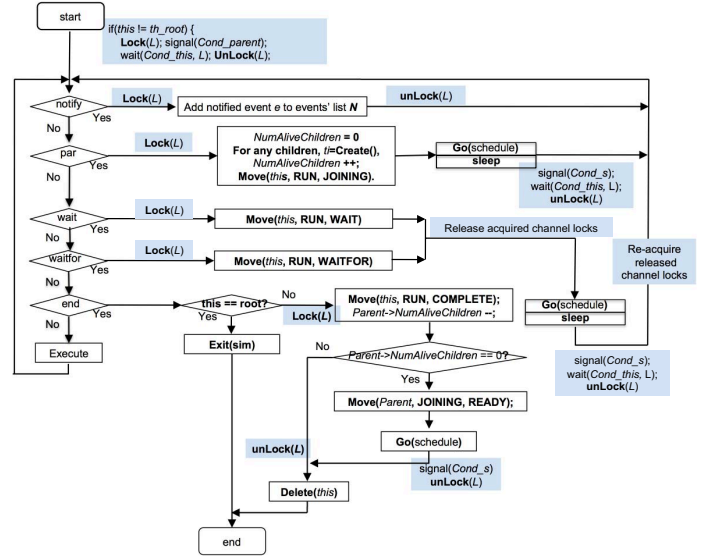 start
if(this != th_root) {
Lock(L); signal(Cond_parent);
wait(Cond_this, L); UnLock(L);
notify
Yes
No
Lock(L)
Add notified event e to events' list N
unLock(L)
par
Yes
No
Lock(L)
NumAliveChildren = 0
For any children, ti=Create(),
NumAliveChildren ++;
Move(this, RUN, JOINING).
Go(schedule)
sleep
signal(Cond_s);
wait(Cond_this, L);
unLock(L)
wait
Yes
No
Lock(L)
Move(this, RUN, WAIT)
Release acquired channel locks
Re-acquire
released
channel locks
waitfor
Yes
No
Lock(L)
Move(this, RUN, WAITFOR)
end
Yes
No
this == root?
No
Yes
Lock(L)
Move(this, RUN, COMPLETE);
Parent->NumAliveChildren --;
Go(schedule)
sleep
signal(Cond_s);
wait(Cond_this, L);
unLock(L)
Execute
Exit(sim)
No
Parent->NumAliveChildren == 0?
Yes
Move(Parent, JOINING, READY);
Go(schedule)
unLock(L)
signal(Cond_s)
unLock(L)
Delete(this)
end